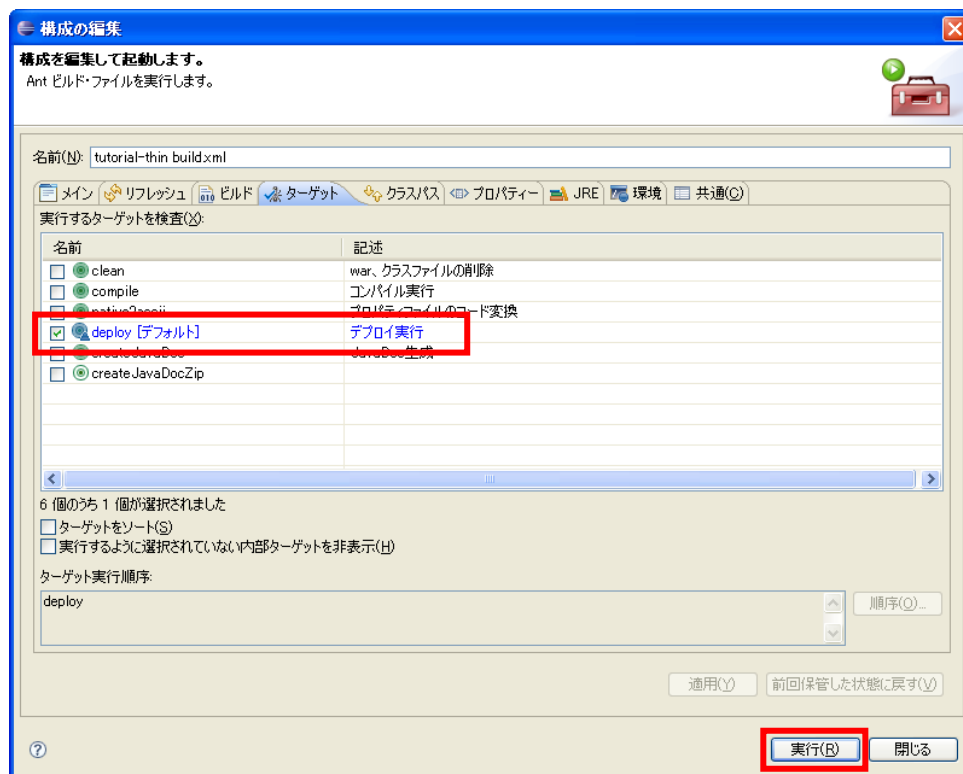 構成の編集
構成を編集して起動します。
Ant ビルド・ファイルを実行します。
名前(N): tutorial-thin build.xml
メイン リフレッシュ ビルド ターゲット クラスパス プロパティー JRE 環境 共通(C)
実行するターゲットを検査(X):
名前 記述
clean war、クラスファイルの削除
compile コンパイル実行
native2ascii プロパティファイルのコード変換
deploy [デフォルト] デプロイ実行
createJavaDoc JavaDoc生成
createJavaDocZip
6 個のうち 1 個が選択されました
ターゲットをソート(S)
実行するように選択されていない内部ターゲットを非表示(H)
ターゲット実行順序:
deploy
順序(O)...
適用(Y) 前回保管した状態に戻す(V)
実行(R) 閉じる